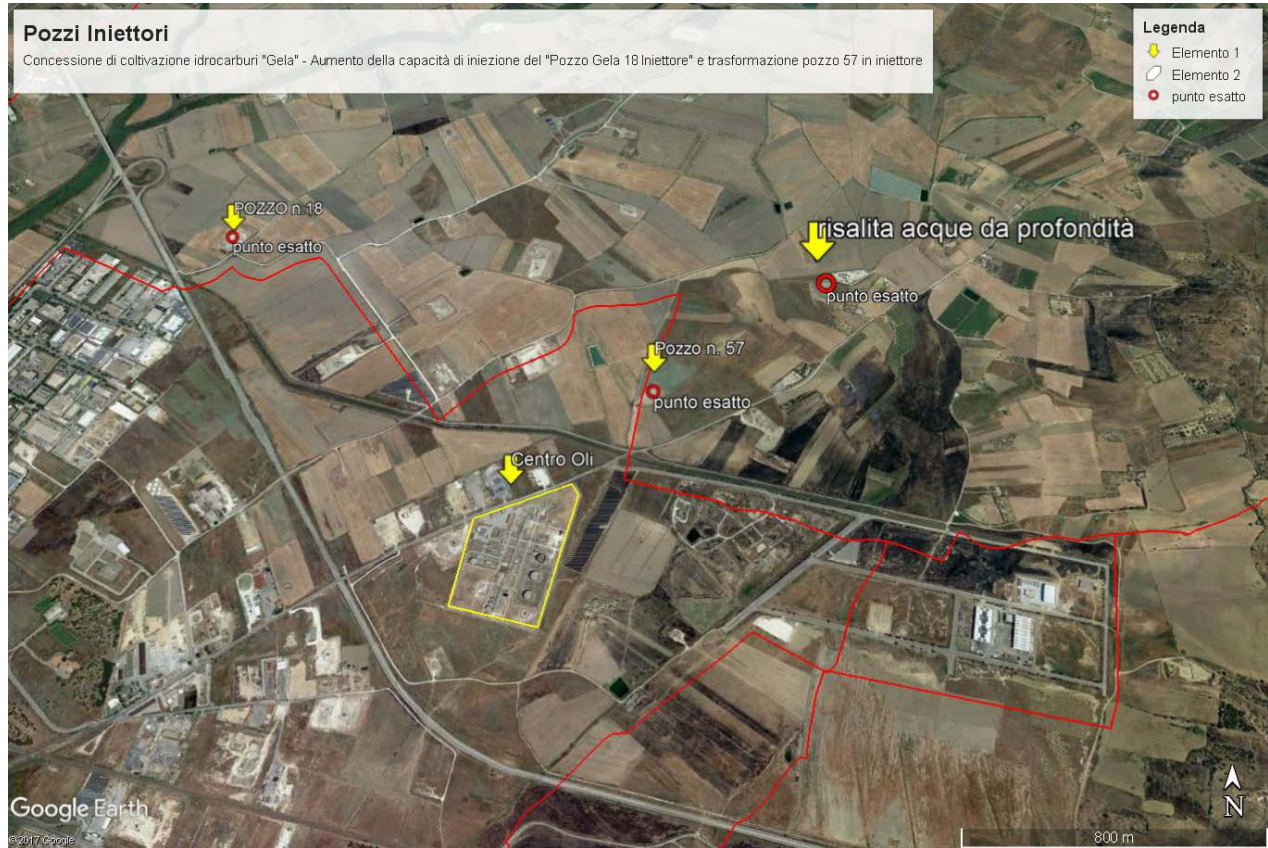 Pozzi Iniettori
Concessione di coltivazione idrocarburi "Gela" - Aumento della capacità di iniezione del "Pozzo Gela 18 Iniettore" e trasformazione pozzo 57 in iniettore
Legenda
Elemento 1
Elemento 2
punto esatto
POZZO n.18
punto esatto
risalita acque da profondità
punto esatto
Pozzo n. 57
punto esatto
Centro Oli
Google Earth
©2017 Google
N
800 m